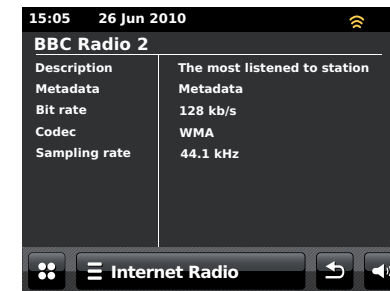 15:05 26 Jun 2010
BBC Radio 2
Description The most listened to station
Metadata Metadata
Bit rate 128 kb/s
Codec WMA
Sampling rate 44.1 kHz
Internet Radio